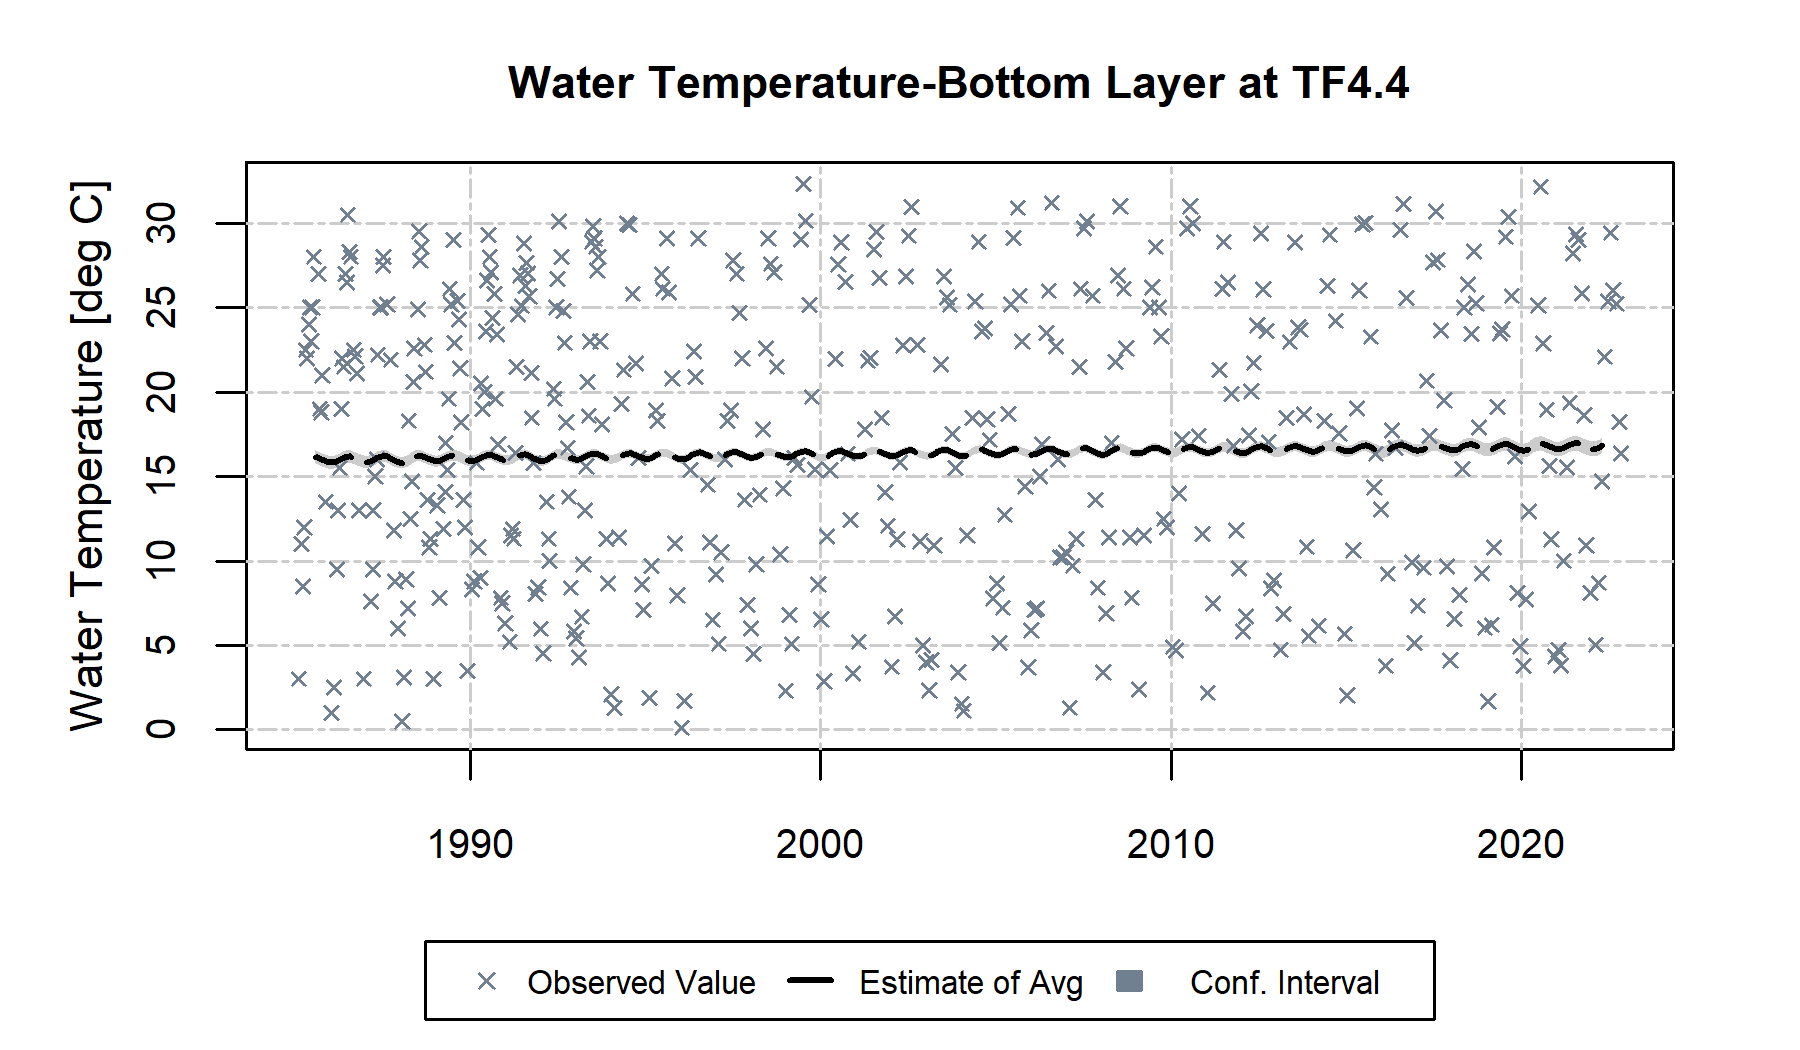 Water Temperature-Bottom Layer at TF4.4
Water Temperature [deg C]
30
25
20
15
10
5
0
1990 2000 2010 2020
Observed Value Estimate of Avg Conf. Interval